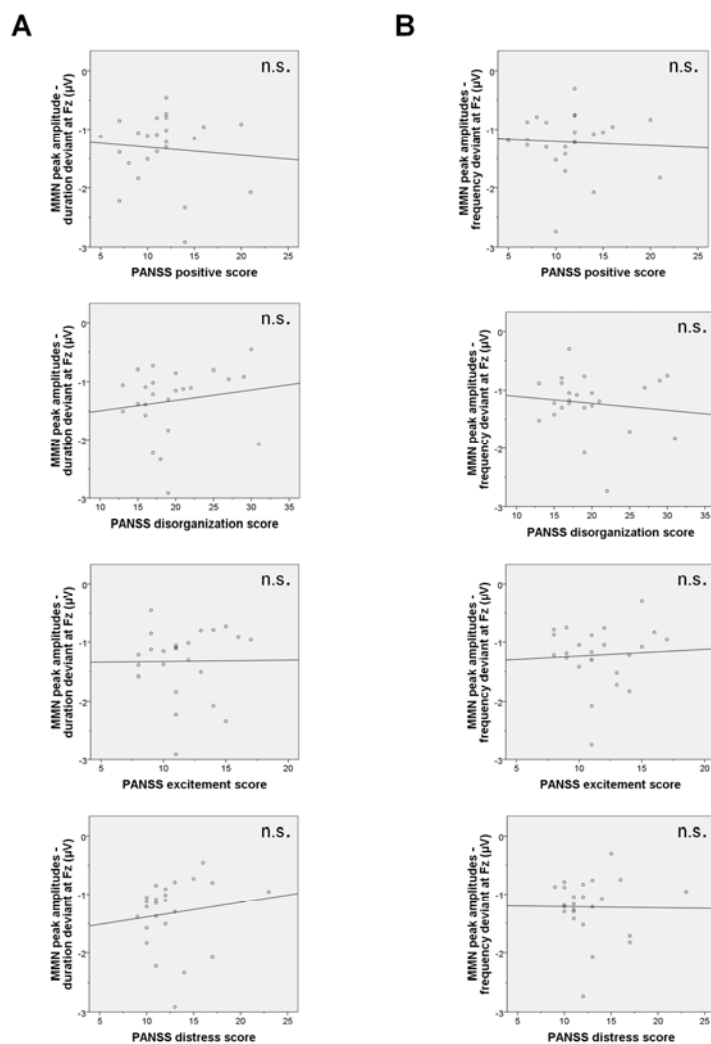 A
B
n.s.
MMN peak amplitudes -
duration deviant at Fz (µV)
0
-1
-2
-3
5 10 15 20 25
PANSS positive score
n.s.
MMN peak amplitudes -
frequency deviant at Fz (µV)
0
-1
-2
-3
5 10 15 20 25
PANSS positive score
n.s.
MMN peak amplitudes -
duration deviant at Fz (µV)
0
-1
-2
-3
10 15 20 25 30 35
PANSS disorganization score
n.s.
MMN peak amplitudes -
frequency deviant at Fz (µV)
0
-1
-2
-3
10 15 20 25 30 35
PANSS disorganization score
n.s.
MMN peak amplitudes -
duration deviant at Fz (µV)
0
-1
-2
-3
5 10 15 20
PANSS excitement score
n.s.
MMN peak amplitudes -
frequency deviant at Fz (µV)
0
-1
-2
-3
5 10 15 20
PANSS excitement score
n.s.
MMN peak amplitudes -
duration deviant at Fz (µV)
0
-1
-2
-3
5 10 15 20 25
PANSS distress score
n.s.
MMN peak amplitudes -
frequency deviant at Fz (µV)
0
-1
-2
-3
5 10 15 20 25
PANSS distress score